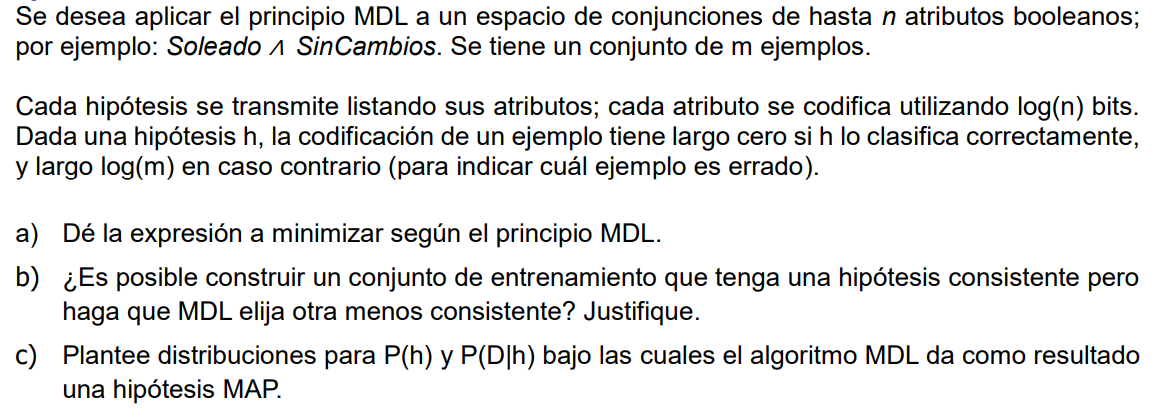 Se desea aplicar el principio MDL a un espacio de conjunciones de hasta n atributos booleanos;
por ejemplo: Soleado ∧ SinCambios. Se tiene un conjunto de m ejemplos.
Cada hipótesis se transmite listando sus atributos; cada atributo se codifica utilizando log(n) bits.
Dada una hipótesis h, la codificación de un ejemplo tiene largo cero si h lo clasifica correctamente,
y largo log(m) en caso contrario (para indicar cuál ejemplo es errado).
a) Dé la expresión a minimizar según el principio MDL.
b) ¿Es posible construir un conjunto de entrenamiento que tenga una hipótesis consistente pero
haga que MDL elija otra menos consistente? Justifique.
c) Plantee distribuciones para P(h) y P(D|h) bajo las cuales el algoritmo MDL da como resultado
una hipótesis MAP.